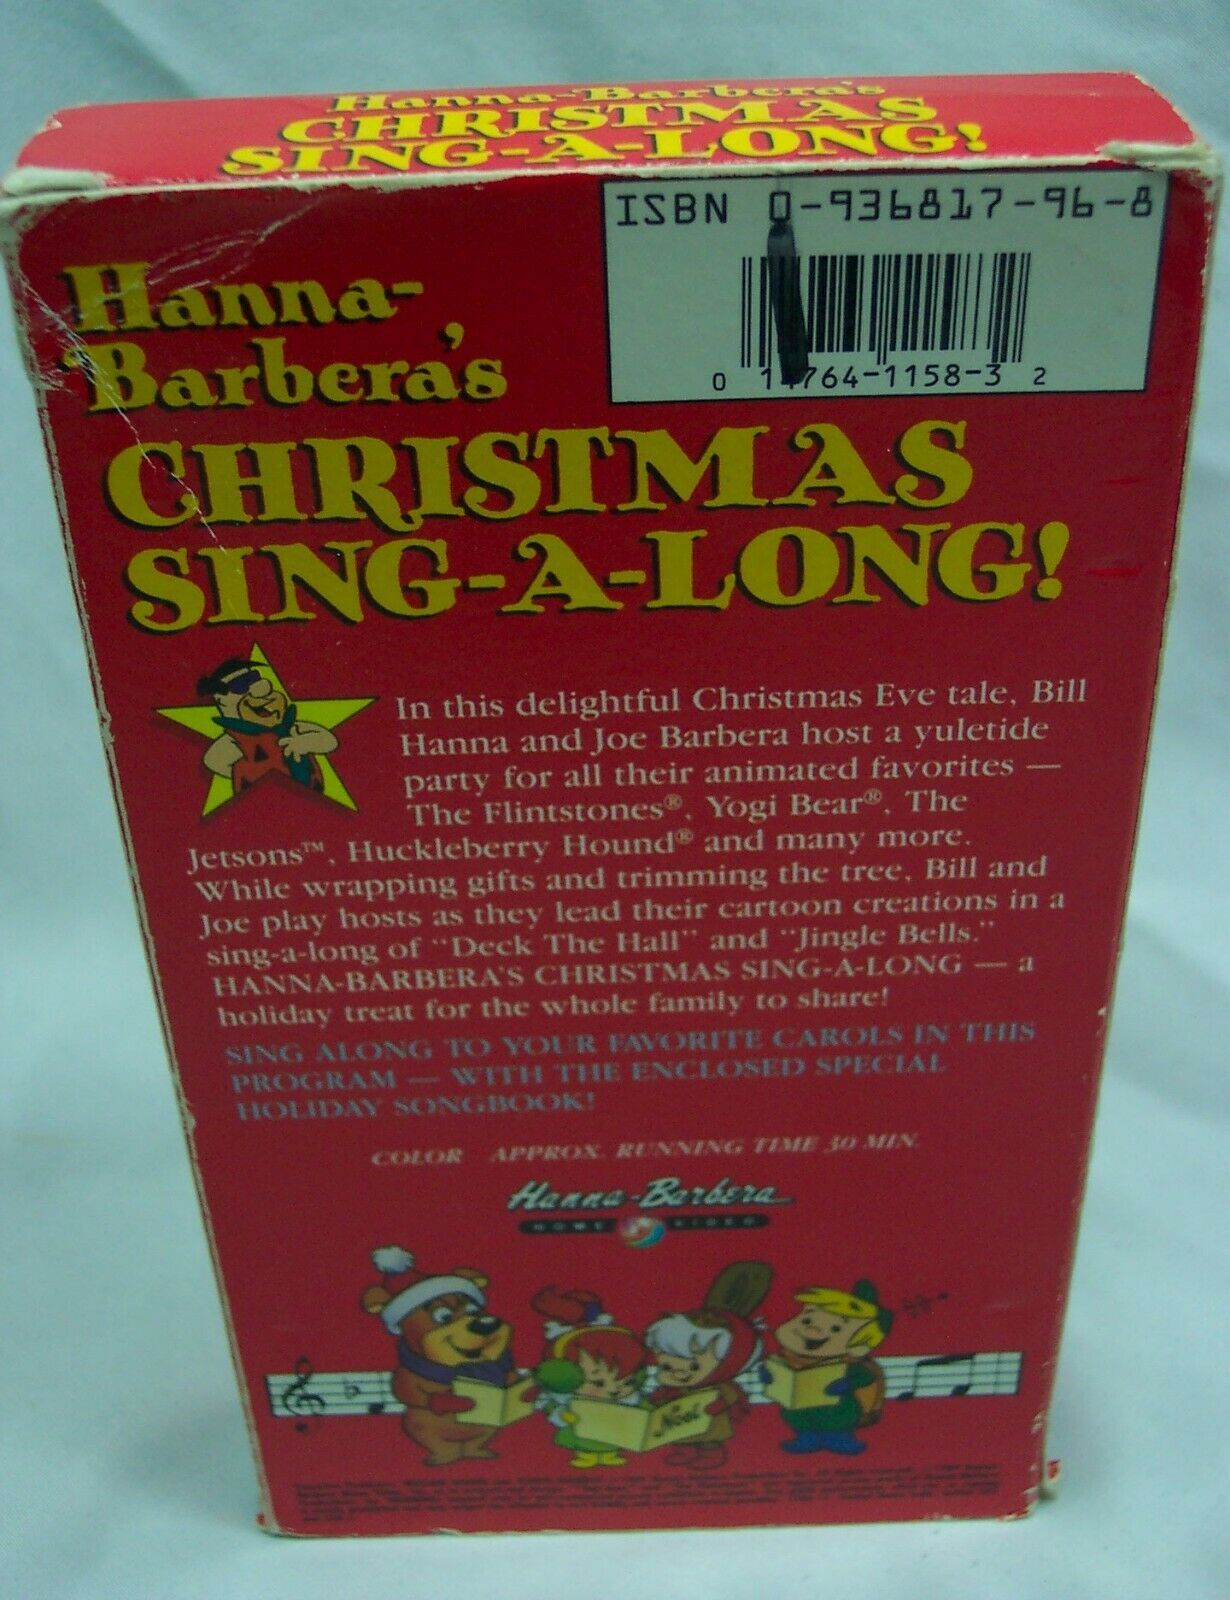 Hanna-Barbera's
CHRISTMAS
SING-A-LONG!
ISBN 0-936817-96-8
0 14764-1158-3 2
Hanna-
Barbera's
CHRISTMAS
SING-A-LONG!
In this delightful Christmas Eve tale, Bill
Hanna and Joe Barbera host a yuletide
party for all their animated favorites —
The Flintstones®, Yogi Bear®, The
Jetsons™, Huckleberry Hound® and many more.
While wrapping gifts and trimming the tree, Bill and
Joe play hosts as they lead their cartoon creations in a
sing-a-long of "Deck The Hall" and "Jingle Bells."
HANNA-BARBERA'S CHRISTMAS SING-A-LONG — a
holiday treat for the whole family to share!
SING ALONG TO YOUR FAVORITE CAROLS IN THIS
PROGRAM — WITH THE ENCLOSED SPECIAL
HOLIDAY SONGBOOK!
COLOR APPROX. RUNNING TIME 30 MIN.
Hanna-Barbera
HOME VIDEO
Noel